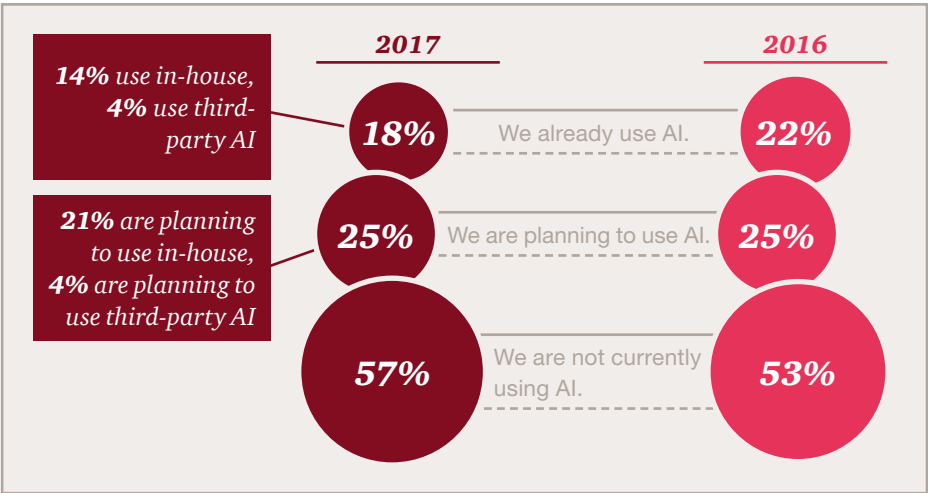 2017
2016
14% use in-house,
4% use third-
party AI
18%
We already use AI.
22%
21% are planning
to use in-house,
4% are planning to
use third-party AI
25%
We are planning to use AI.
25%
57%
We are not currently
using AI.
53%